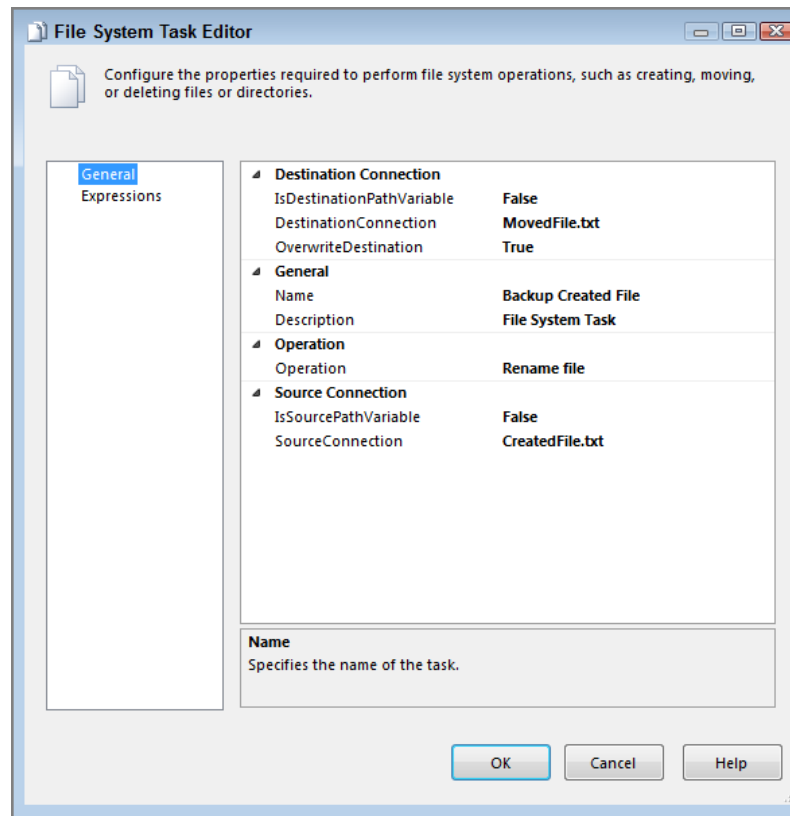 File System Task Editor
Configure the properties required to perform file system operations, such as creating, moving,
or deleting files or directories.
General
Expressions
Destination Connection
IsDestinationPathVariable False
DestinationConnection MovedFile.txt
OverwriteDestination True
General
Name Backup Created File
Description File System Task
Operation
Operation Rename file
Source Connection
IsSourcePathVariable False
SourceConnection CreatedFile.txt
Name
Specifies the name of the task.
OK Cancel Help